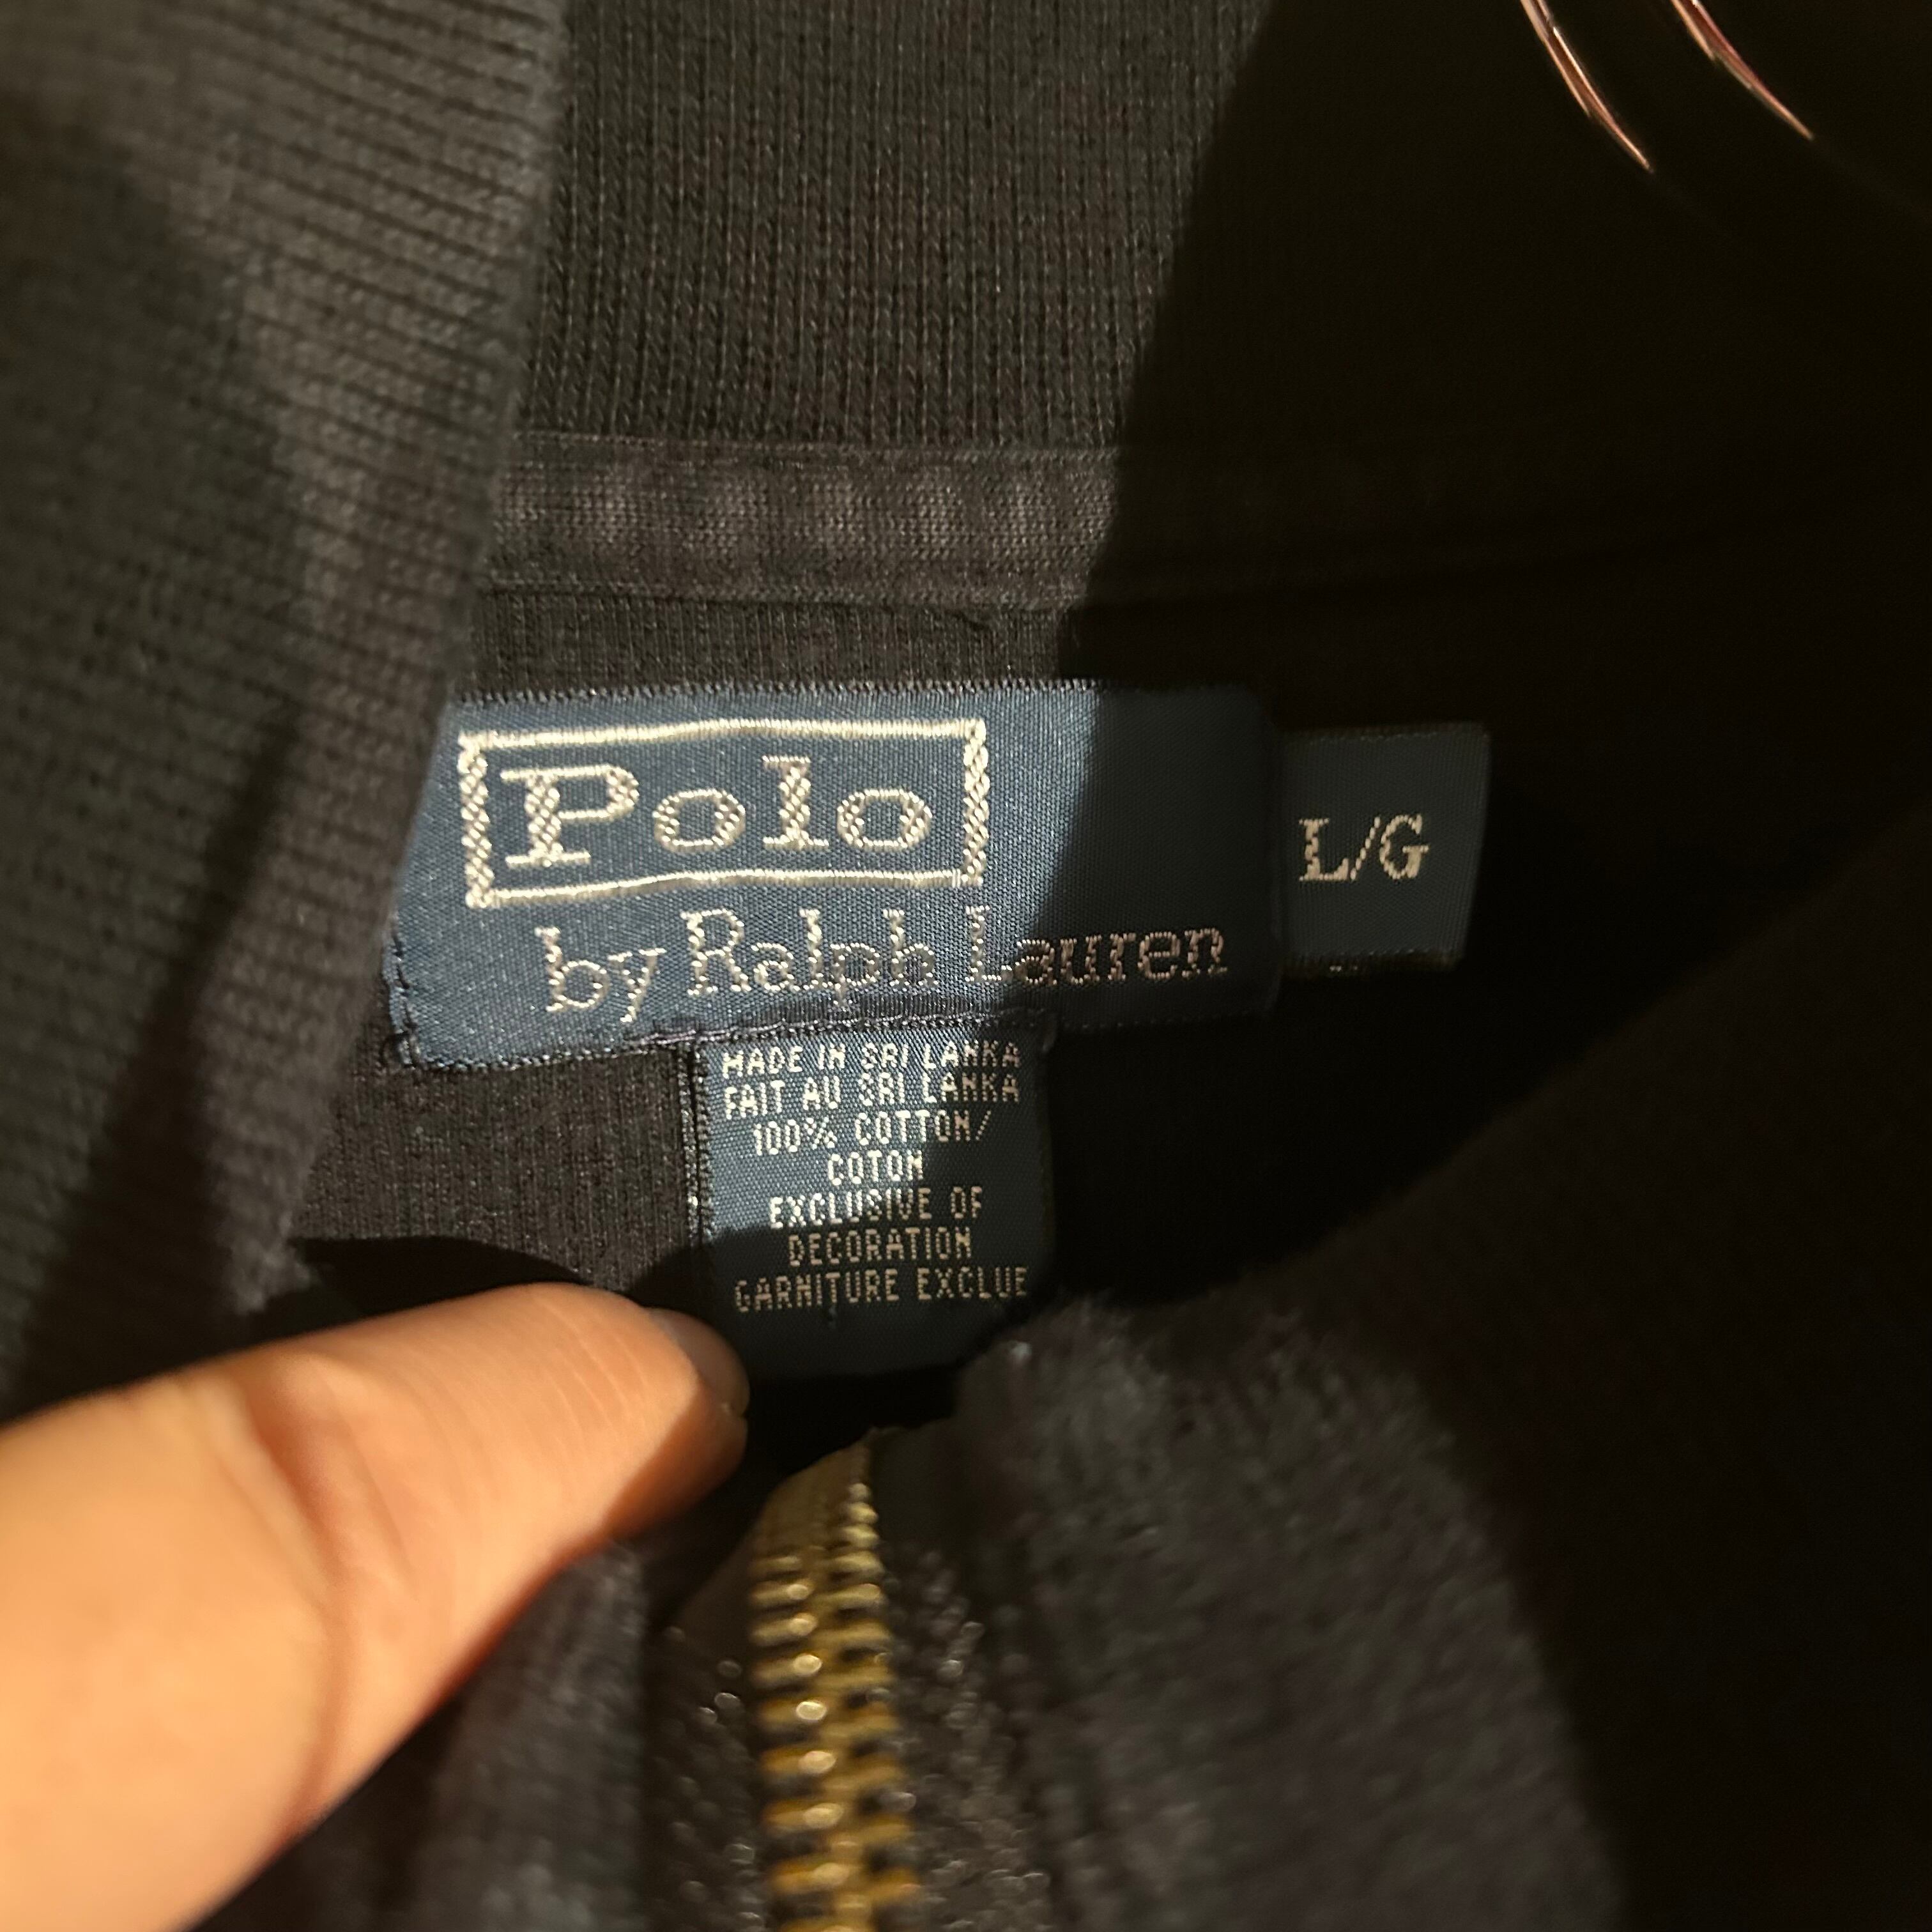 Polo
by Ralph Lauren
L/G
MADE IN SRI LANKA
FAIT AU SRI LANKA
100% COTTON/
COTON
EXCLUSIVE OF
DECORATION
GARNITURE EXCLUE